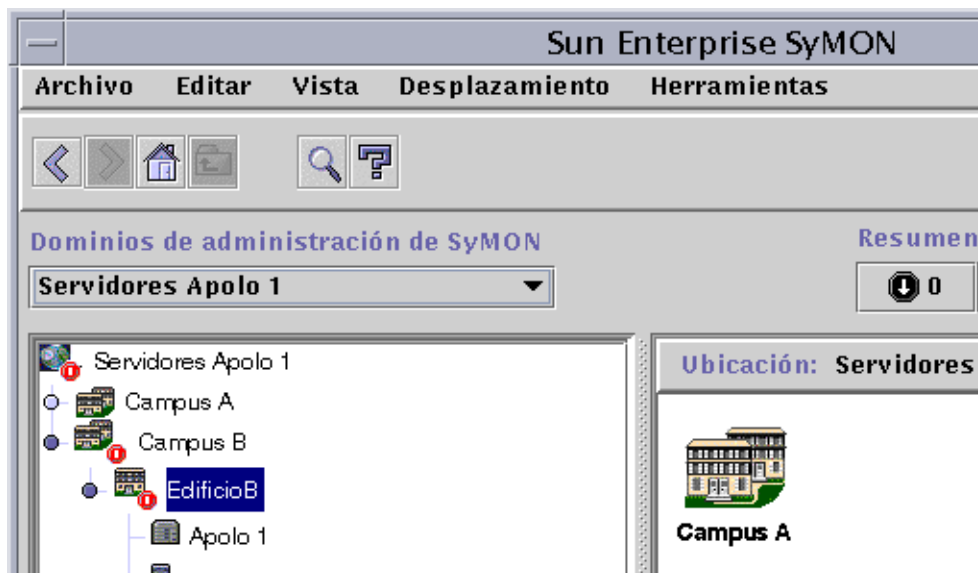 Sun Enterprise SyMON
Archivo Editar Vista Desplazamiento Herramientas
Dominios de administración de SyMON
Resumen
Servidores Apolo 1
0
Servidores Apolo 1
Campus A
Campus B
EdificioB
Apolo 1
Ubicación: Servidores
Campus A